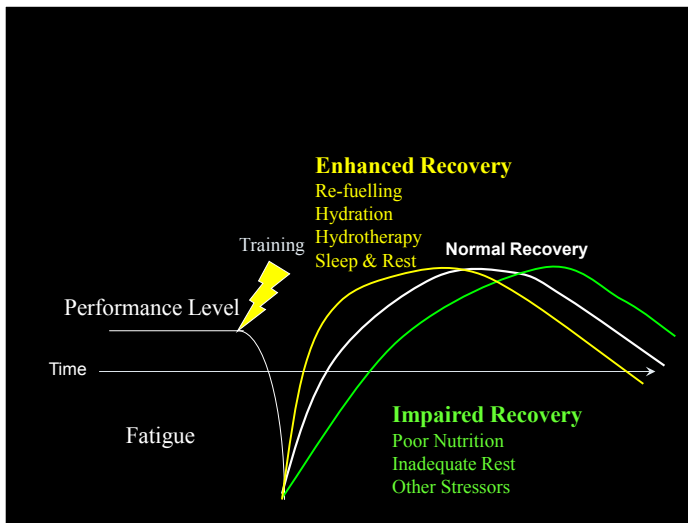 Enhanced Recovery
Re-fuelling
Hydration
Hydrotherapy
Sleep & Rest
Training
Normal Recovery
Performance Level
Time
Fatigue
Impaired Recovery
Poor Nutrition
Inadequate Rest
Other Stressors